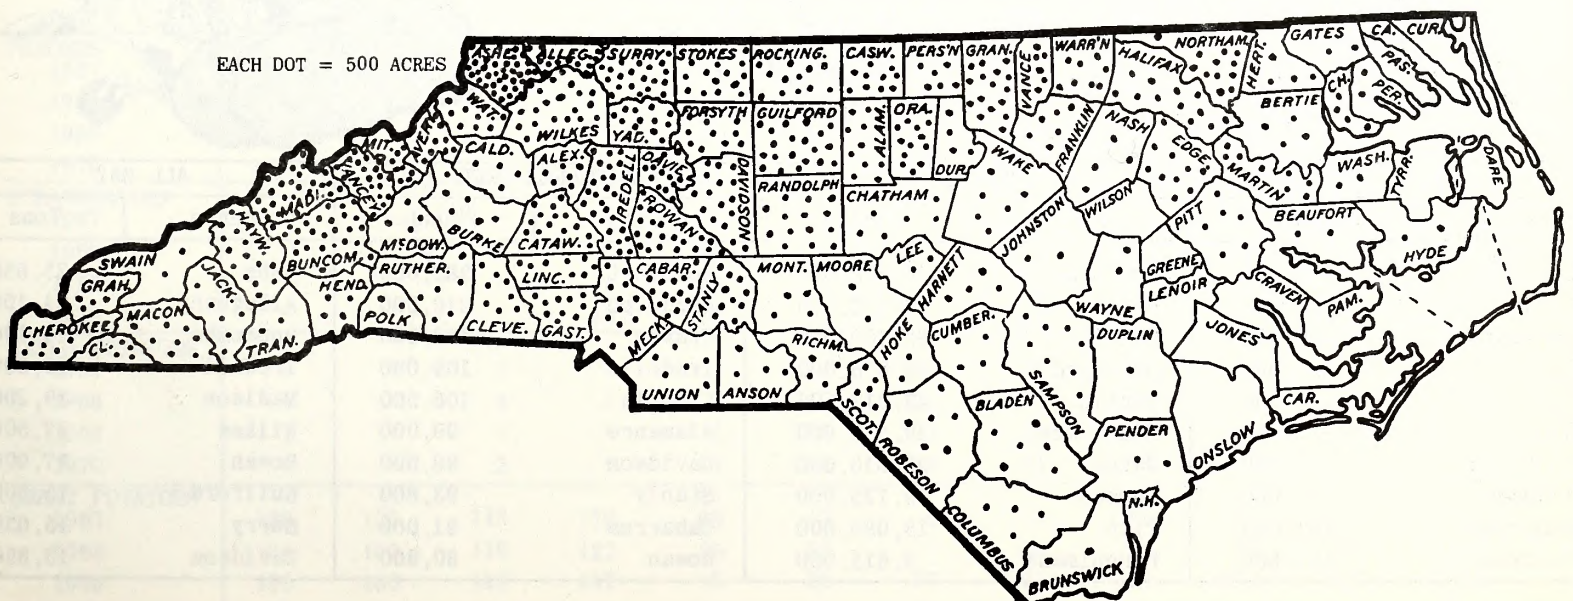 EACH DOT = 500 ACRES
ASHE
ALLEG.
SURRY
STOKES
ROCKING.
CASW.
PERS'N
GRAN.
VANCE
WARR'N
HALIFAX
NORTHAM.
HERT.
GATES
CA.
CUR.
PAS.
PER.
CH.
BERTIE
WAT.
WILKES
YAD.
FORSYTH
GUILFORD
ALAM.
ORA.
DUR.
WAKE
FRANKLIN
NASH
EDGE.
MARTIN
WASH.
TYRR.
DARE
MIT.
AVERY
CALD.
ALEX.
IREDELL
DAVIE
DAVIDSON
RANDOLPH
CHATHAM
JOHNSTON
WILSON
PITT
BEAUFORT
HYDE
MADI.
YANCEY
HAYW.
BUNCOM.
McDOW.
BURKE
CATAW.
ROWAN
SWAIN
GRAH.
JACK.
HEND.
RUTHER.
LINC.
CABAR.
STANLY
MONT.
MOORE
LEE
HARNETT
WAYNE
GREENE
LENOIR
CRAVEN
PAM.
CHEROKEE
MACON
CL.
TRAN.
POLK
CLEVE.
GAST.
MECK.
UNION
ANSON
RICHM.
HOKE
CUMBER.
SAMPSON
DUPLIN
JONES
CAR.
SCOT.
ROBESON
BLADEN
PENDER
ONSLOW
COLUMBUS
N.H.
BRUNSWICK